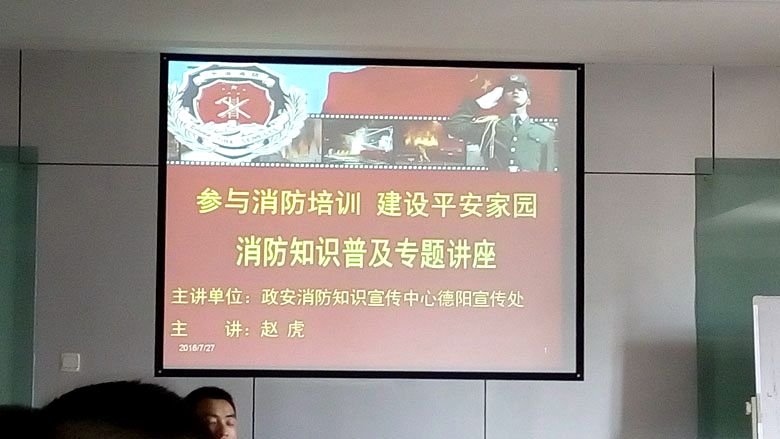 参与消防培训 建设平安家园
消防知识普及专题讲座
主讲单位：政安消防知识宣传中心德阳宣传处
主 讲：赵 虎
2016/7/27
1